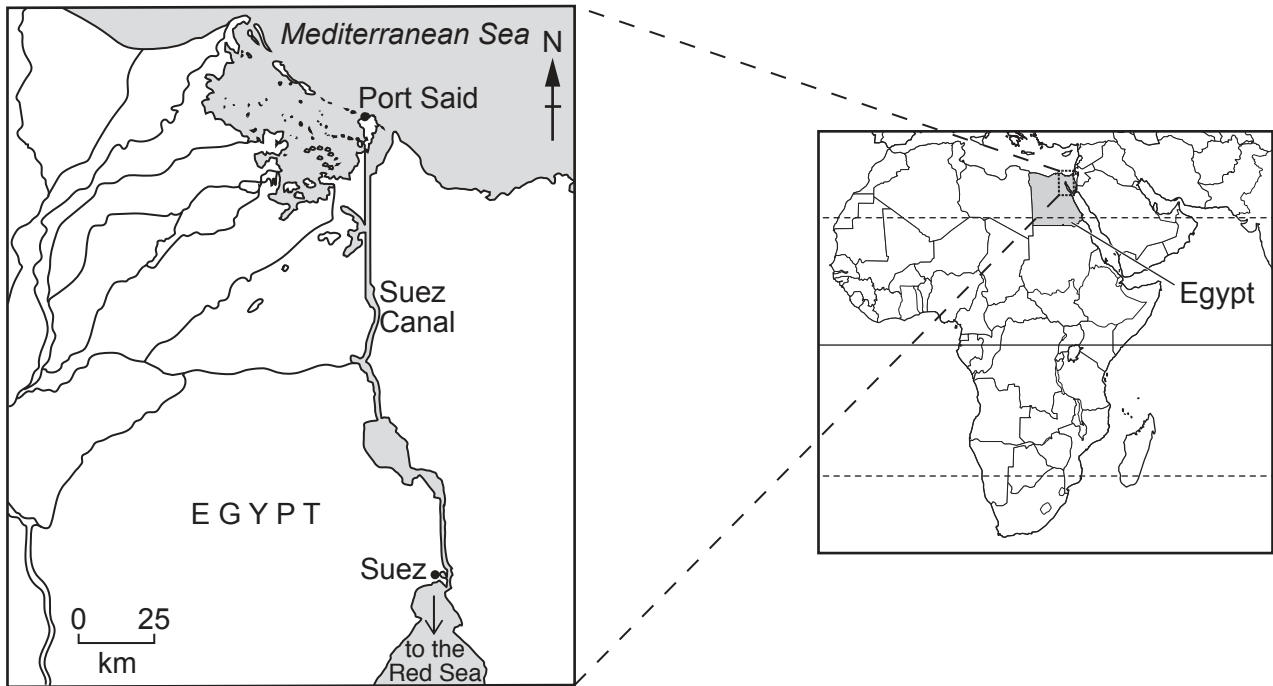 Mediterranean Sea
N
Port Said
Suez
Canal
Egypt
EGYPT
Suez
0 25
km
to the
Red Sea